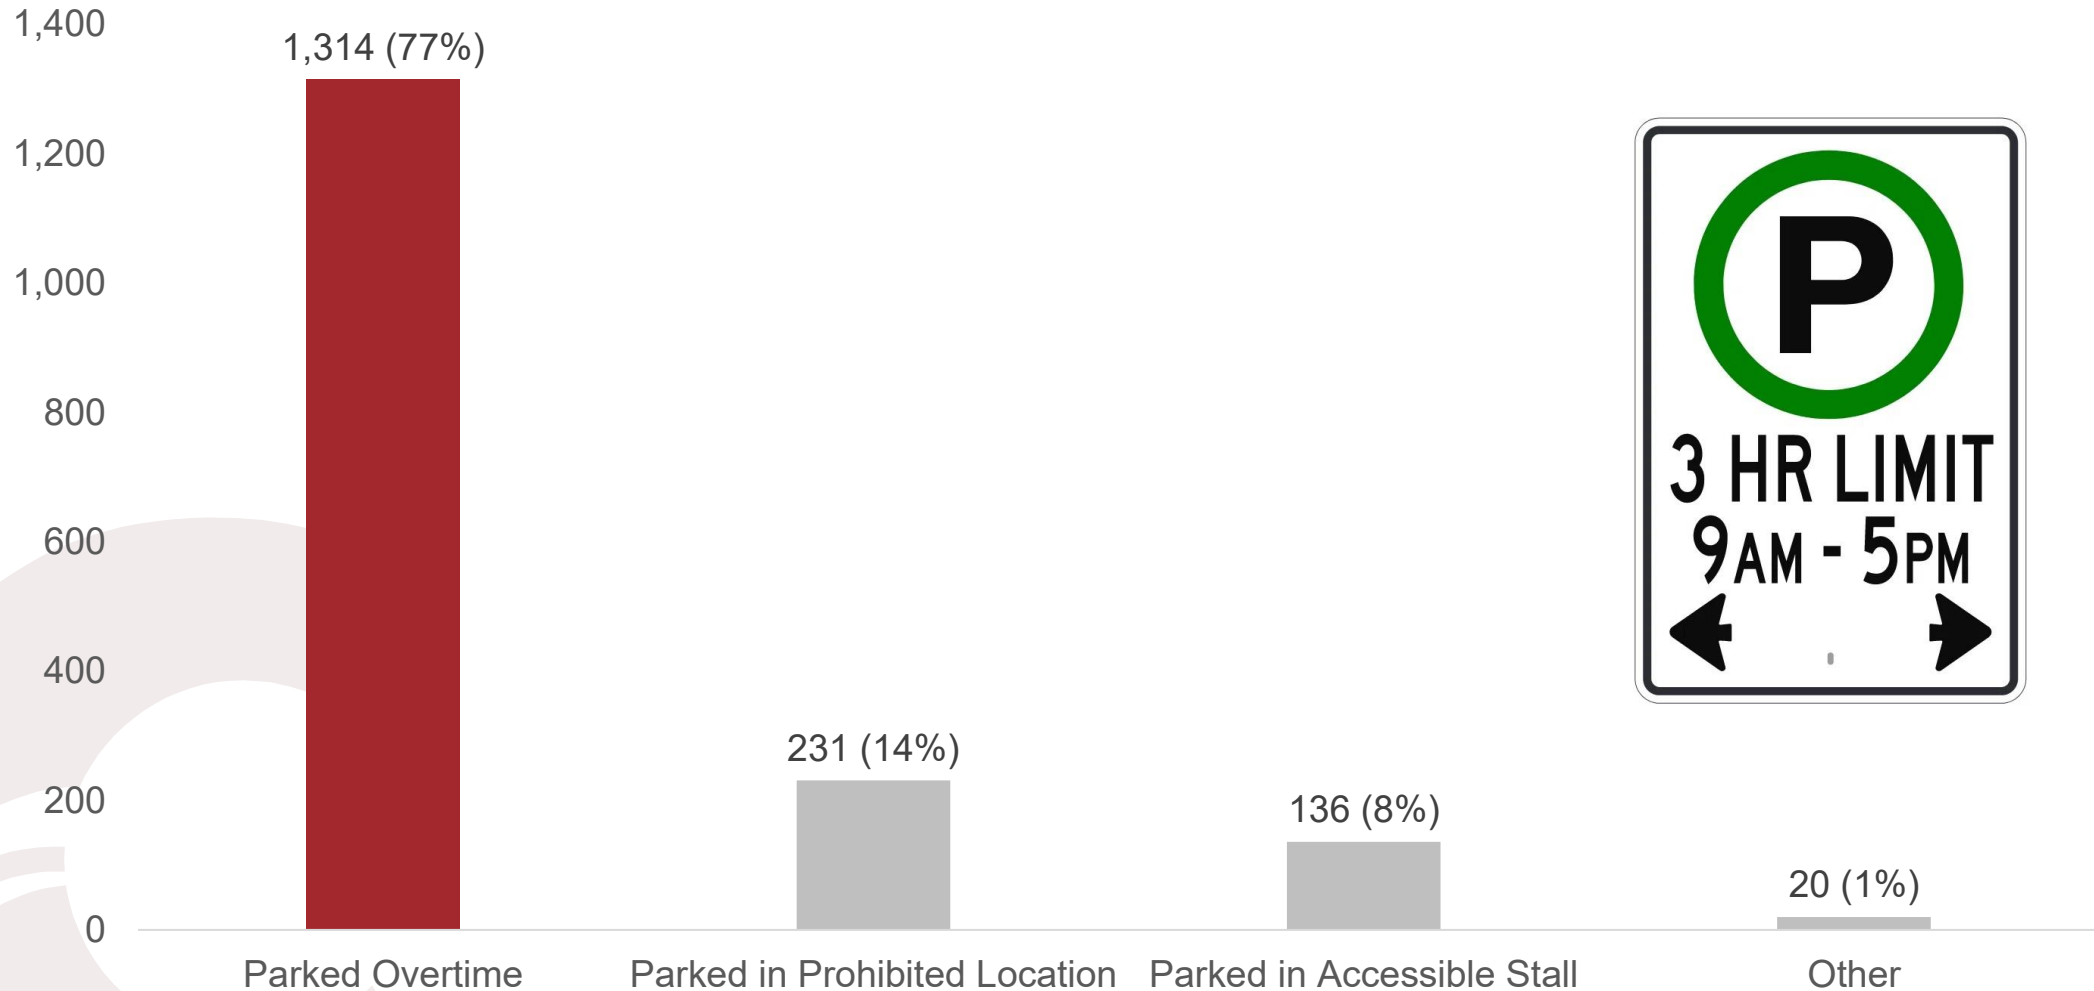 1,400
1,200
1,000
800
600
400
200
0
1,314 (77%)
231 (14%)
136 (8%)
20 (1%)
Parked Overtime
Parked in Prohibited Location
Parked in Accessible Stall
Other
P
3 HR LIMIT
9AM - 5PM